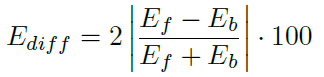 E_{diff} = 2 \left| \frac{E_f - E_b}{E_f + E_b} \right| \cdot 100